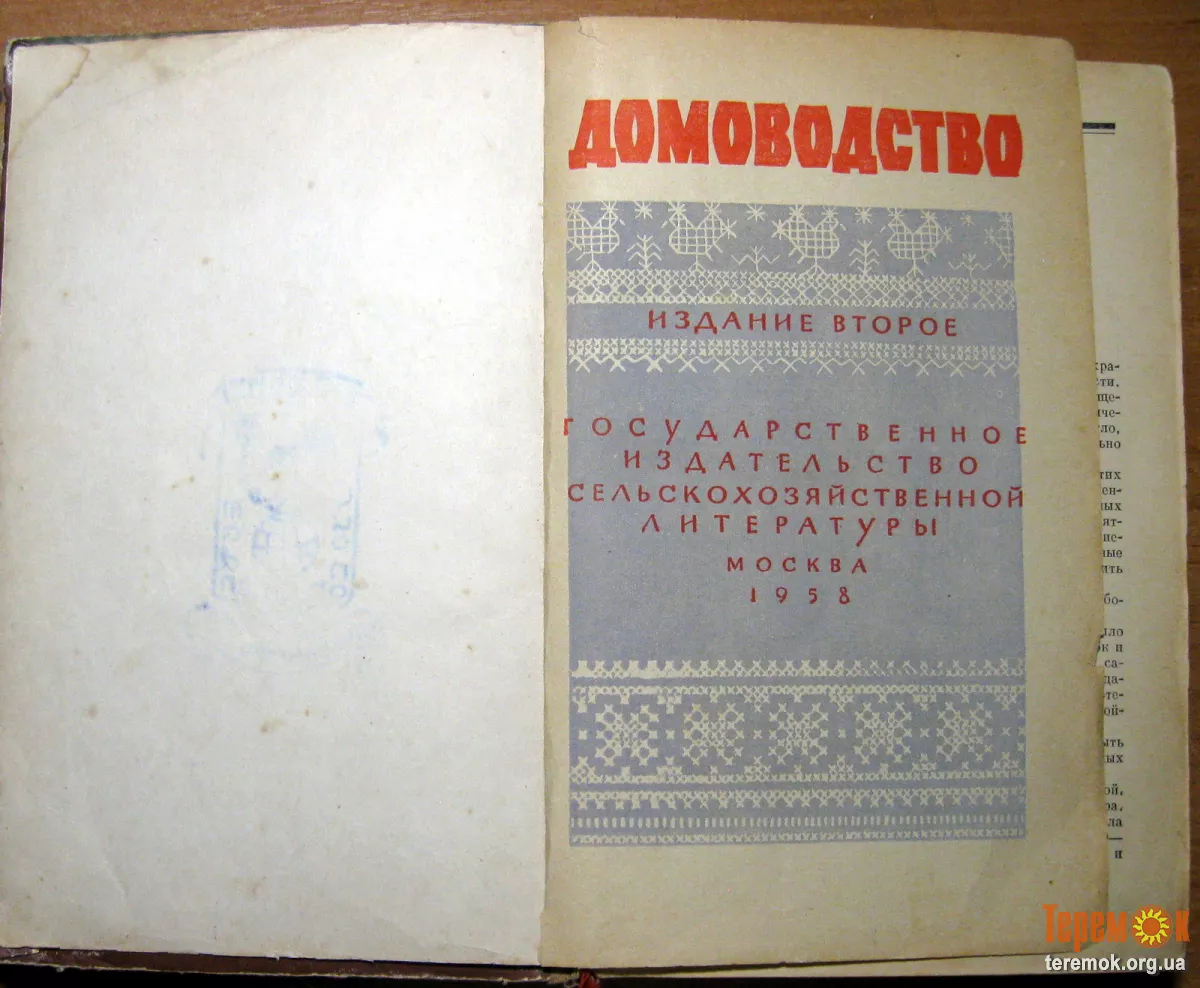 ДОМОВОДСТВО
ИЗДАНИЕ ВТОРОЕ
ГОСУДАРСТВЕННОЕ
ИЗДАТЕЛЬСТВО
СЕЛЬСКОХОЗЯЙСТВЕННОЙ
ЛИТЕРАТУРЫ
МОСКВА
1958
Теремок
teremok.org.ua